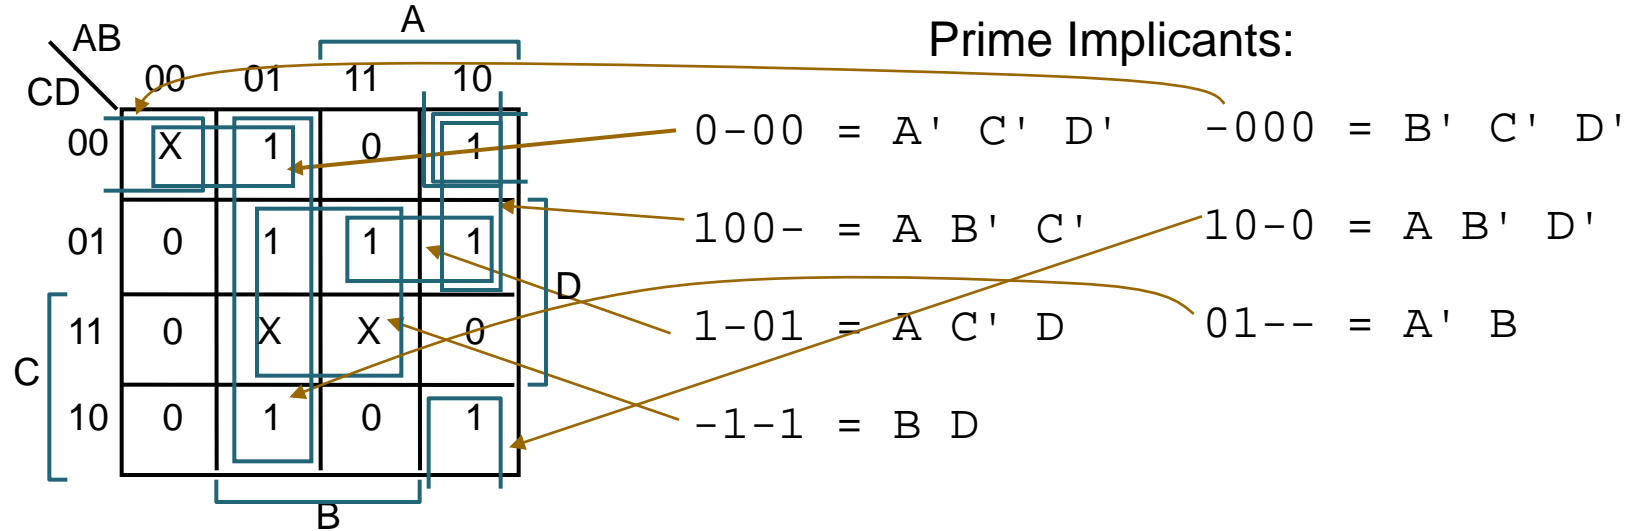 A
AB
Prime Implicants:
00 01 11 10
CD
00 X 1 0 1
0-00 = A' C' D' -000 = B' C' D'
01 0 1 1 1
100- = A B' C' 10-0 = A B' D'
D
11 0 X X 0
1-01 = A C' D 01-- = A' B
C
10 0 1 0 1
-1-1 = B D
B